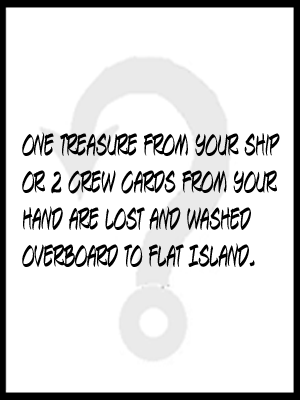 ONE TREASURE FROM YOUR SHIP
OR 2 CREW CARDS FROM YOUR
HAND ARE LOST AND WASHED
OVERBOARD TO FLAT ISLAND.